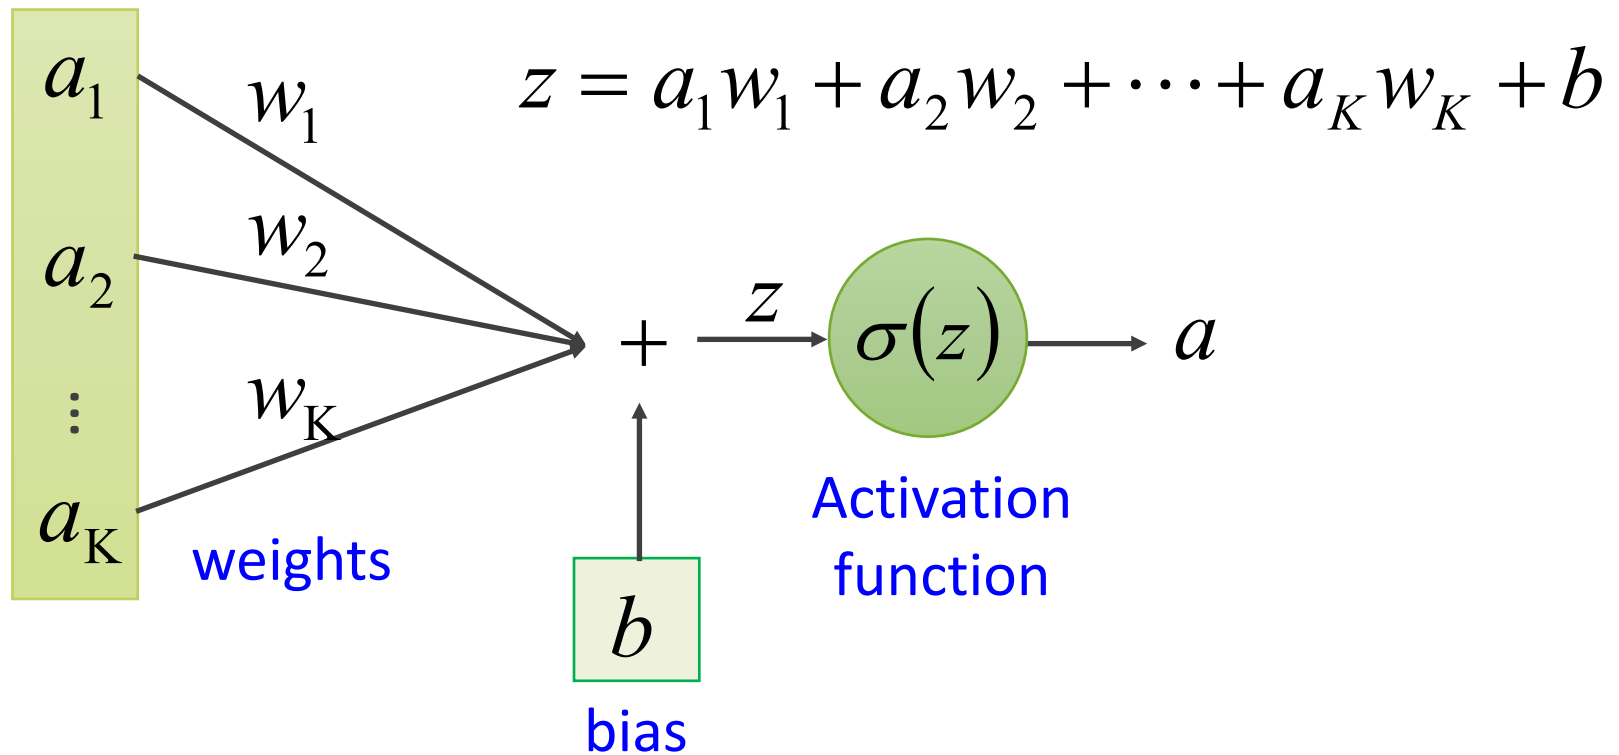 a₁
w₁
z = a₁w₁ + a₂w₂ + ⋯ + a_K w_K + b
a₂
w₂
z
+
σ(z)
a
⋮
w_K
a_K
weights
Activation
function
b
bias